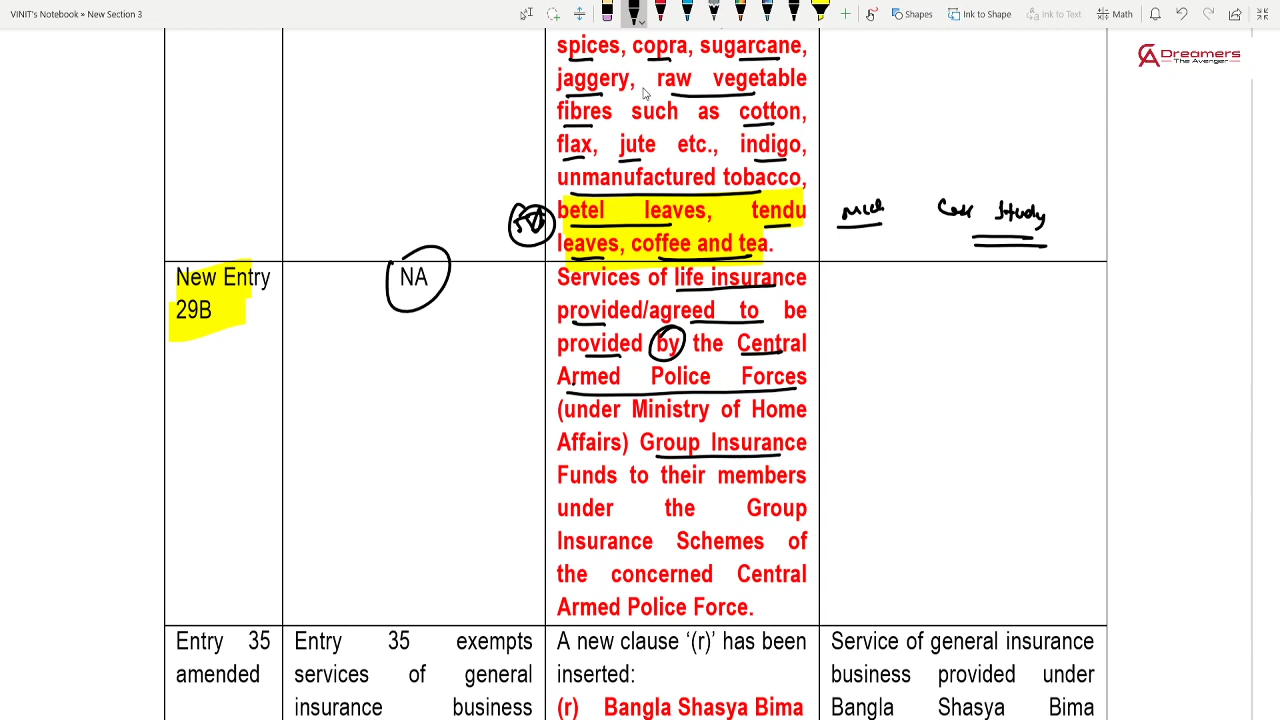 VINIT's Notebook » New Section 3
Shapes
Ink to Shape
Ink to Text
Math
Dreamers
The Avenger
spices, copra, sugarcane,
jaggery, raw vegetable
fibres such as cotton,
flax, jute etc., indigo,
unmanufactured tobacco,
betel leaves, tendu
leaves, coffee and tea.
Study
New Entry
29B
NA
Services of life insurance
provided/agreed to be
provided by the Central
Armed Police Forces
(under Ministry of Home
Affairs) Group Insurance
Funds to their members
under the Group
Insurance Schemes of
the concerned Central
Armed Police Force.
Entry 35
amended
Entry 35 exempts
services of general
insurance business
A new clause ‘(r)’ has been
inserted:
(r) Bangla Shasya Bima
Service of general insurance
business provided under
Bangla Shasya Bima